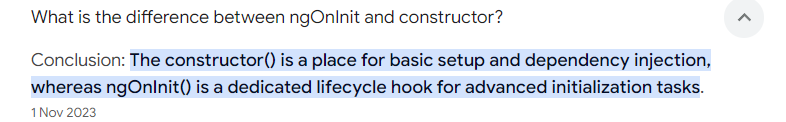 What is the difference between ngOnInit and constructor?
Conclusion: The constructor() is a place for basic setup and dependency injection,
whereas ngOnInit() is a dedicated lifecycle hook for advanced initialization tasks.
1 Nov 2023